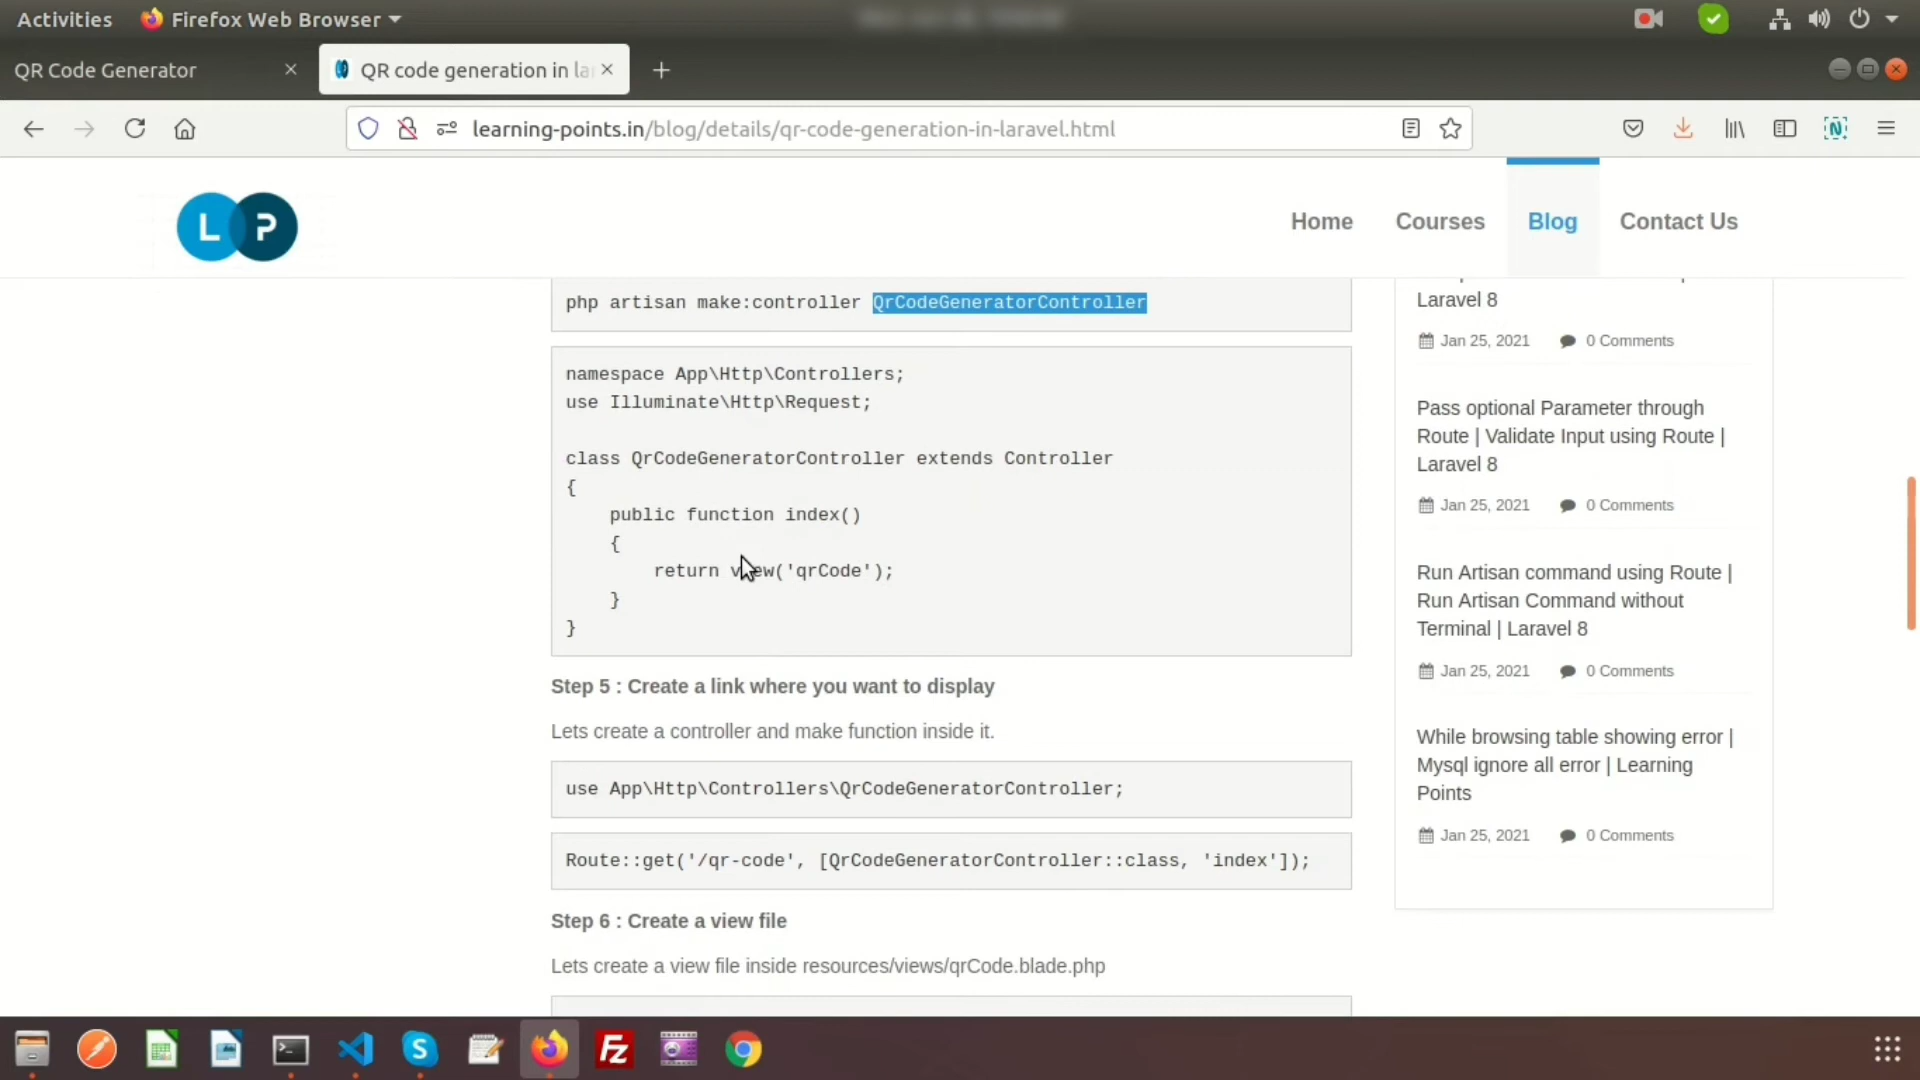 Activities
Firefox Web Browser
QR Code Generator
QR code generation in la
learning-points.in/blog/details/qr-code-generation-in-laravel.html
LP
Home
Courses
Blog
Contact Us
php artisan make:controller QrCodeGeneratorController
namespace App\Http\Controllers;
use Illuminate\Http\Request;
class QrCodeGeneratorController extends Controller
{
public function index()
{
return view('qrCode');
}
}
Step 5 : Create a link where you want to display
Lets create a controller and make function inside it.
use App\Http\Controllers\QrCodeGeneratorController;
Route::get('/qr-code', [QrCodeGeneratorController::class, 'index']);
Step 6 : Create a view file
Lets create a view file inside resources/views/qrCode.blade.php
Laravel 8
Jan 25, 2021 0 Comments
Pass optional Parameter through
Route | Validate Input using Route |
Laravel 8
Jan 25, 2021 0 Comments
Run Artisan command using Route |
Run Artisan Command without
Terminal | Laravel 8
Jan 25, 2021 0 Comments
While browsing table showing error |
Mysql ignore all error | Learning
Points
Jan 25, 2021 0 Comments